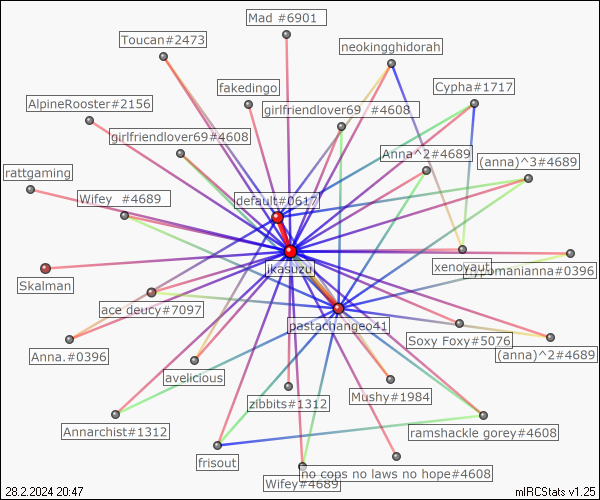 Mad #6901
Toucan#2473
neokingghidorah
fakedingo
Cypha#1717
AlpineRooster#2156
girlfriendlover69 #4608
girlfriendlover69#4608
Anna^2#4689
(anna)^3#4689
rattgaming
Wifey #4689
default#0617
xenovaut
#0396
ikasuzu
Skalman
ace deucy#7097
pastachangeo41
Soxy Foxy#5076
Anna.#0396
(anna)^2#4689
avelicious
Mushy#1984
zibbits#1312
Annarchist#1312
ramshackle gorey#4608
frisout
no cops no laws no hope#4608
Wifey#4689
28.2.2024 20:47
mIRCStats v1.25